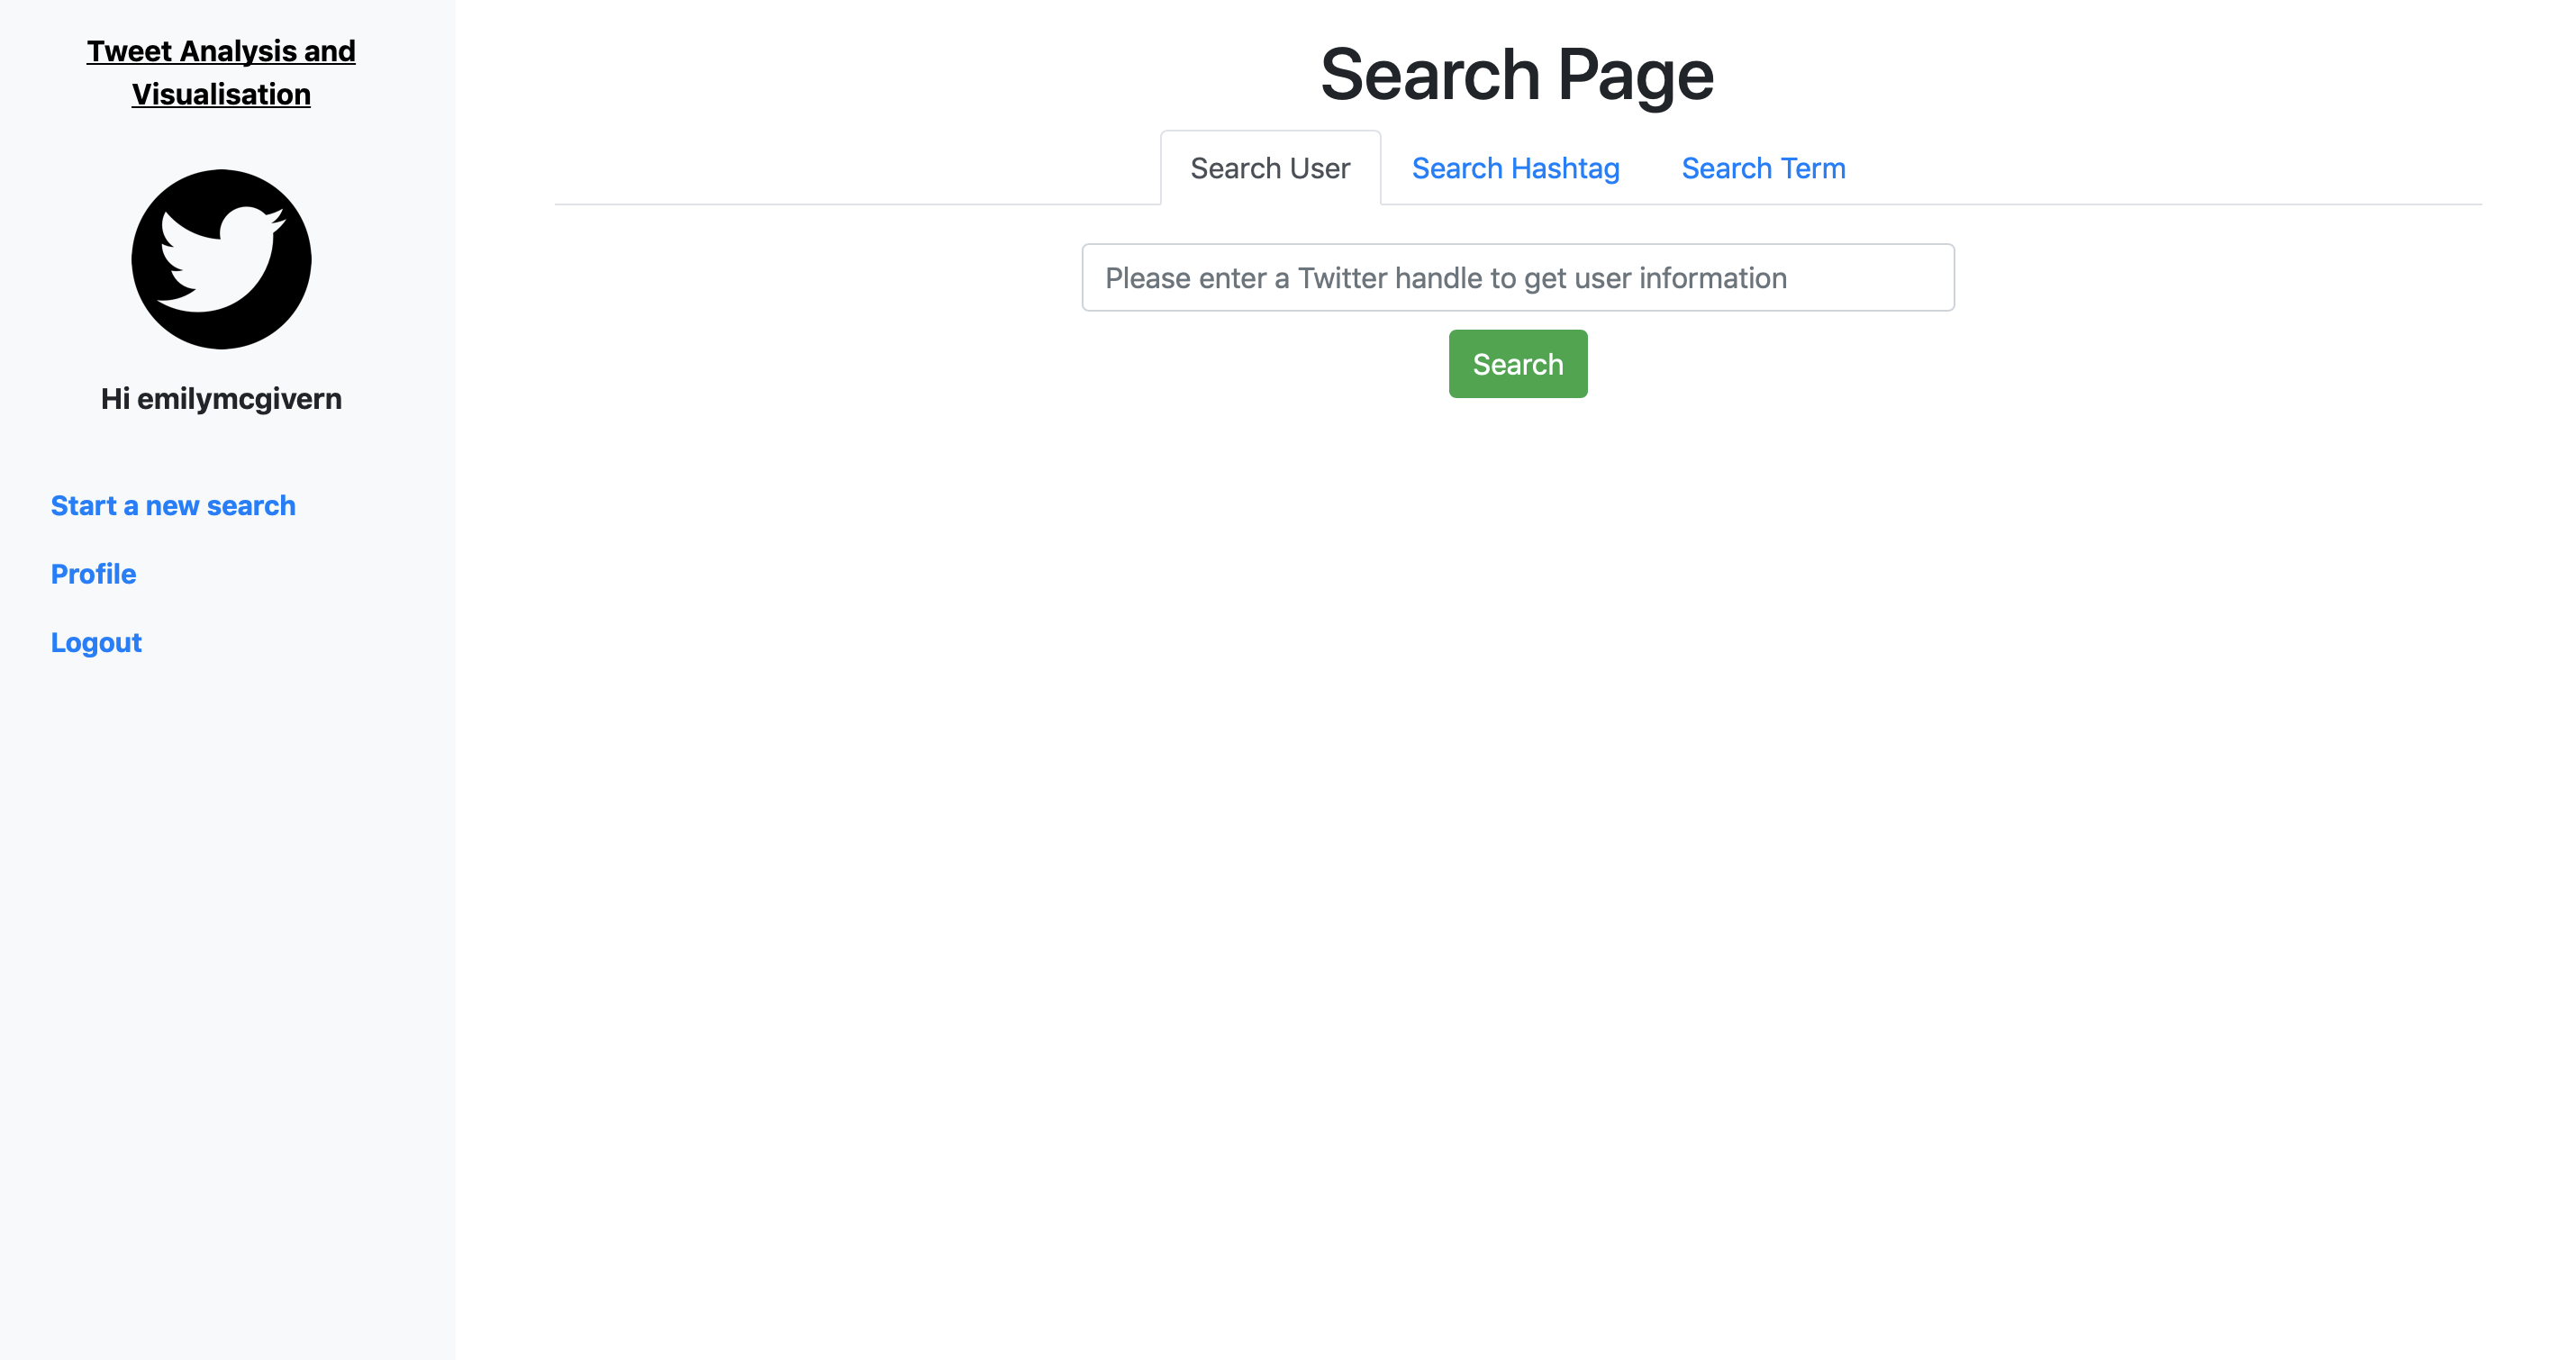 Tweet Analysis and
Visualisation
Hi emilymcgivern
Start a new search
Profile
Logout
Search Page
Search User
Search Hashtag
Search Term
Please enter a Twitter handle to get user information
Search